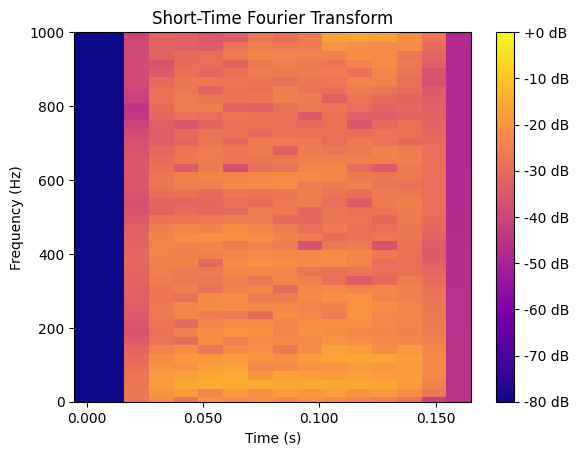 Short-Time Fourier Transform
1000
800
600
400
200
0
Frequency (Hz)
0.000
0.050
0.100
0.150
Time (s)
+0 dB
-10 dB
-20 dB
-30 dB
-40 dB
-50 dB
-60 dB
-70 dB
-80 dB